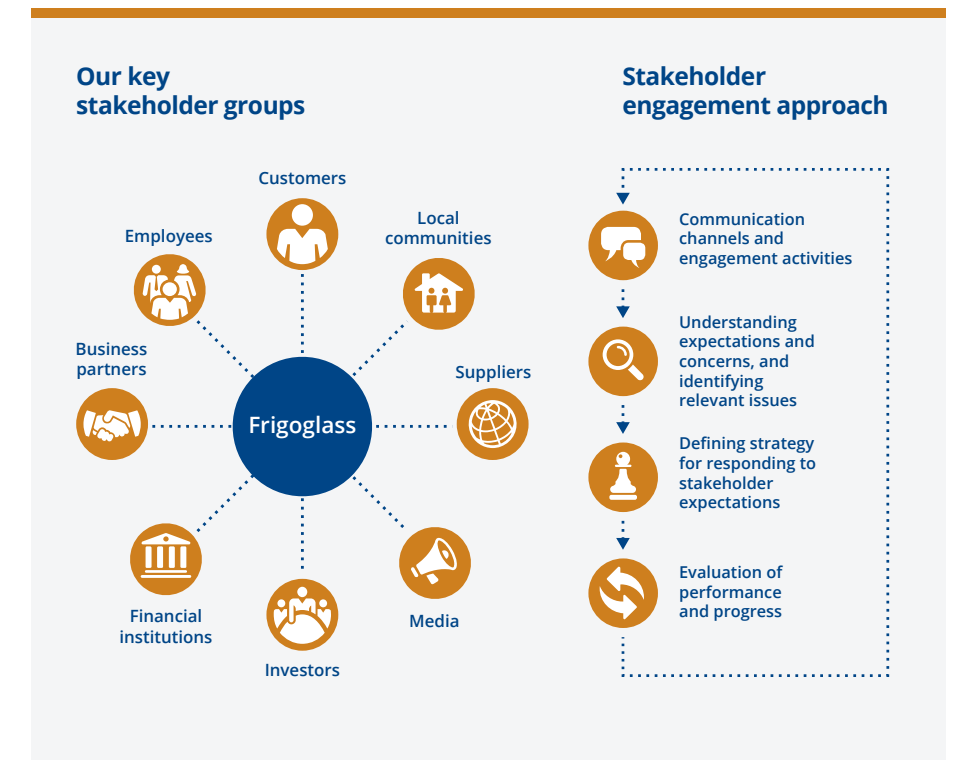 Our key
stakeholder groups
Customers
Local
communities
Employees
Business
partners
Suppliers
Frigoglass
Financial
institutions
Media
Investors
Stakeholder
engagement approach
Communication
channels and
engagement activities
Understanding
expectations and
concerns, and
identifying
relevant issues
Defining strategy
for responding to
stakeholder
expectations
Evaluation of
performance
and progress